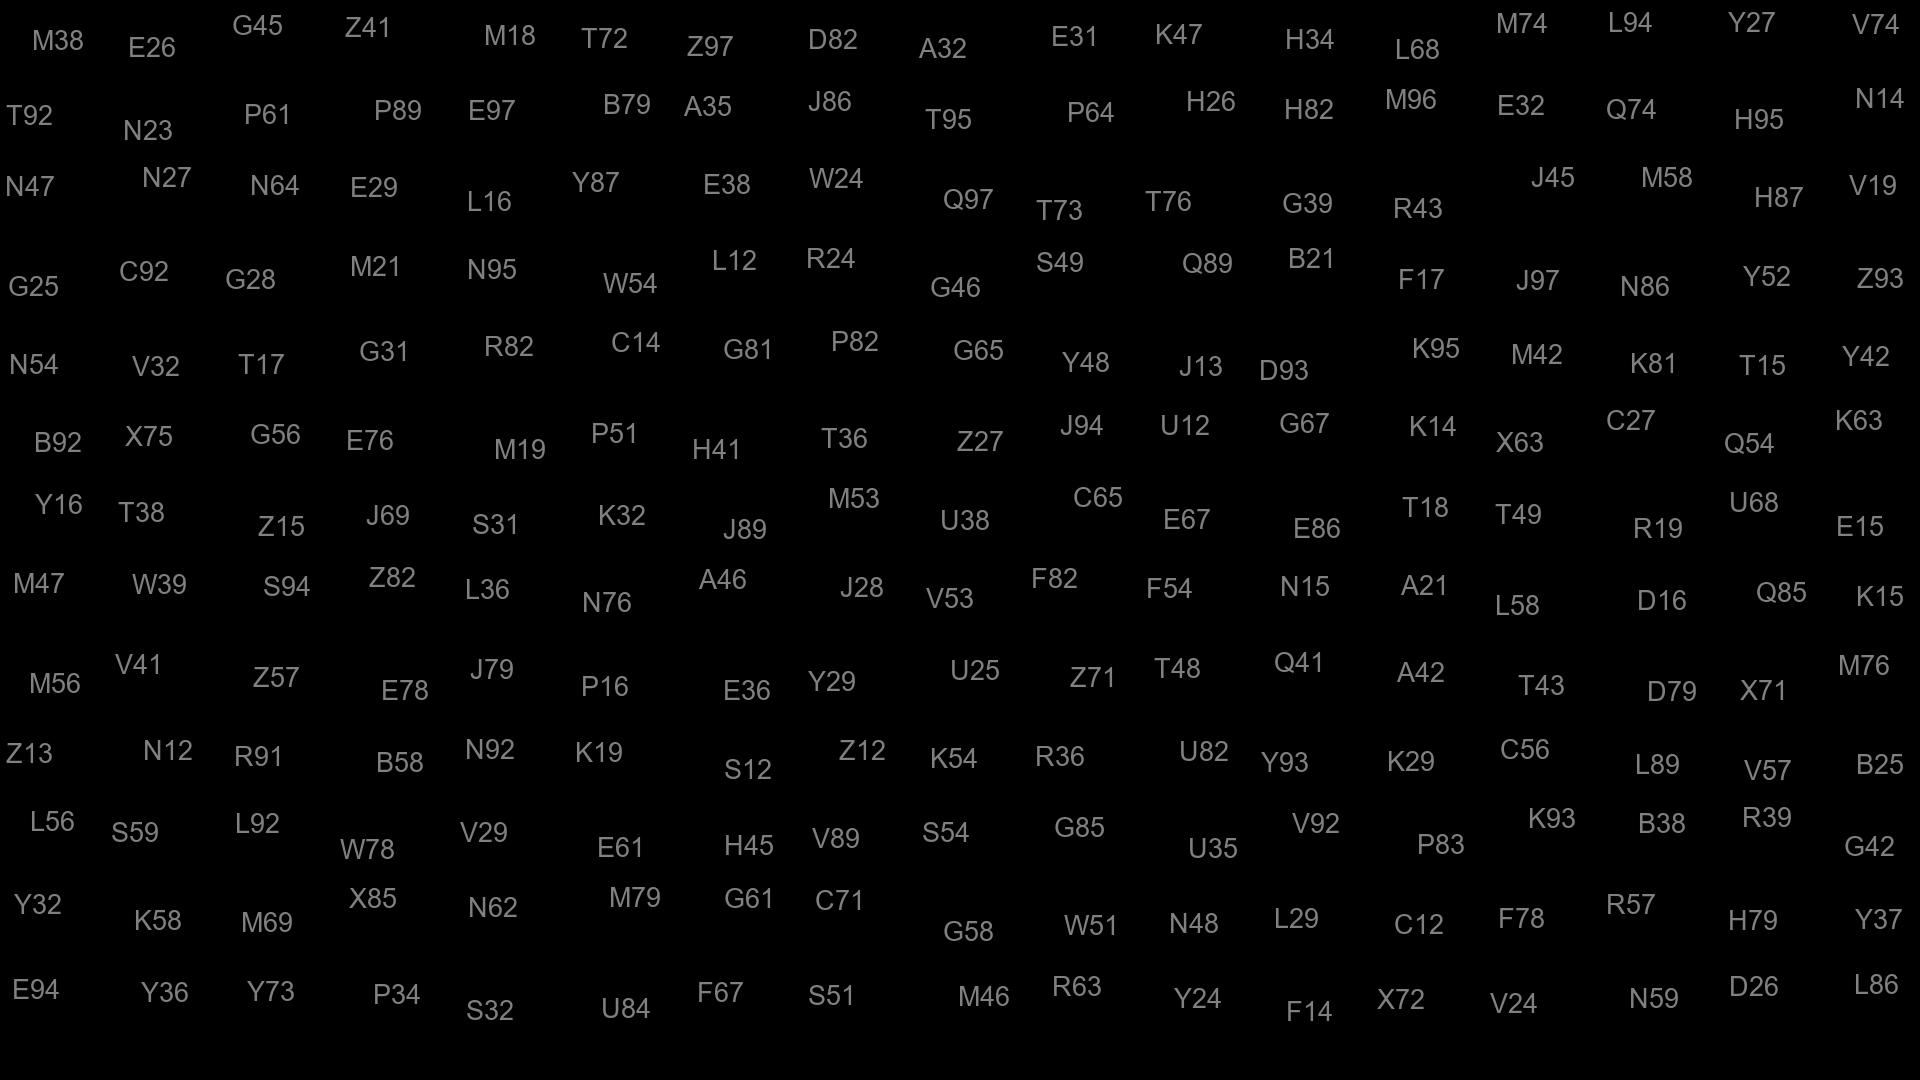 M38 E26 G45 Z41 M18 T72 Z97 D82 A32 E31 K47 H34 L68 M74 L94 Y27 V74
T92 N23 P61 P89 E97 B79 A35 J86 T95 P64 H26 H82 M96 E32 Q74 H95 N14
N47 N27 N64 E29 L16 Y87 E38 W24 Q97 T73 T76 G39 R43 J45 M58 H87 V19
G25 C92 G28 M21 N95 W54 L12 R24 G46 S49 Q89 B21 F17 J97 N86 Y52 Z93
N54 V32 T17 G31 R82 C14 G81 P82 G65 Y48 J13 D93 K95 M42 K81 T15 Y42
B92 X75 G56 E76 M19 P51 H41 T36 Z27 J94 U12 G67 K14 X63 C27 Q54 K63
Y16 T38 Z15 J69 S31 K32 J89 M53 U38 C65 E67 E86 T18 T49 R19 U68 E15
M47 W39 S94 Z82 L36 N76 A46 J28 V53 F82 F54 N15 A21 L58 D16 Q85 K15
M56 V41 Z57 E78 J79 P16 E36 Y29 U25 Z71 T48 Q41 A42 T43 D79 X71 M76
Z13 N12 R91 B58 N92 K19 S12 Z12 K54 R36 U82 Y93 K29 C56 L89 V57 B25
L56 S59 L92 W78 V29 E61 H45 V89 S54 G85 U35 V92 P83 K93 B38 R39 G42
Y32 K58 M69 X85 N62 M79 G61 C71 G58 W51 N48 L29 C12 F78 R57 H79 Y37
E94 Y36 Y73 P34 S32 U84 F67 S51 M46 R63 Y24 F14 X72 V24 N59 D26 L86